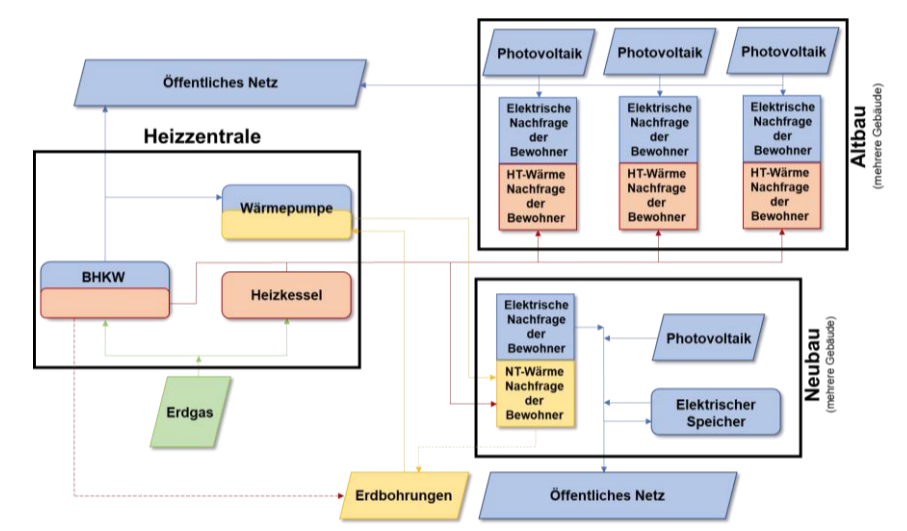 Photovoltaik
Photovoltaik
Photovoltaik
Öffentliches Netz
Elektrische
Nachfrage
der
Bewohner
HT-Wärme
Nachfrage
der
Bewohner
Elektrische
Nachfrage
der
Bewohner
HT-Wärme
Nachfrage
der
Bewohner
Elektrische
Nachfrage
der
Bewohner
HT-Wärme
Nachfrage
der
Bewohner
Altbau
(mehrere Gebäude)
Heizzentrale
Wärmepumpe
BHKW
Heizkessel
Erdgas
Elektrische
Nachfrage
der
Bewohner
NT-Wärme
Nachfrage
der
Bewohner
Photovoltaik
Elektrischer
Speicher
Neubau
(mehrere Gebäude)
Erdbohrungen
Öffentliches Netz